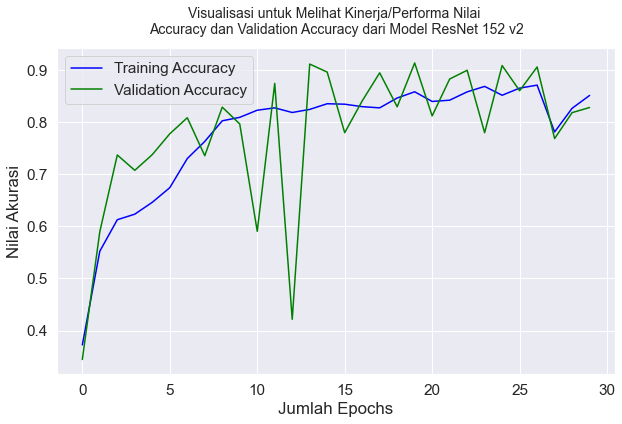 Visualisasi untuk Melihat Kinerja/Performa Nilai
Accuracy dan Validation Accuracy dari Model ResNet 152 v2
Training Accuracy
Validation Accuracy
Nilai Akurasi
0.9
0.8
0.7
0.6
0.5
0.4
0 5 10 15 20 25 30
Jumlah Epochs